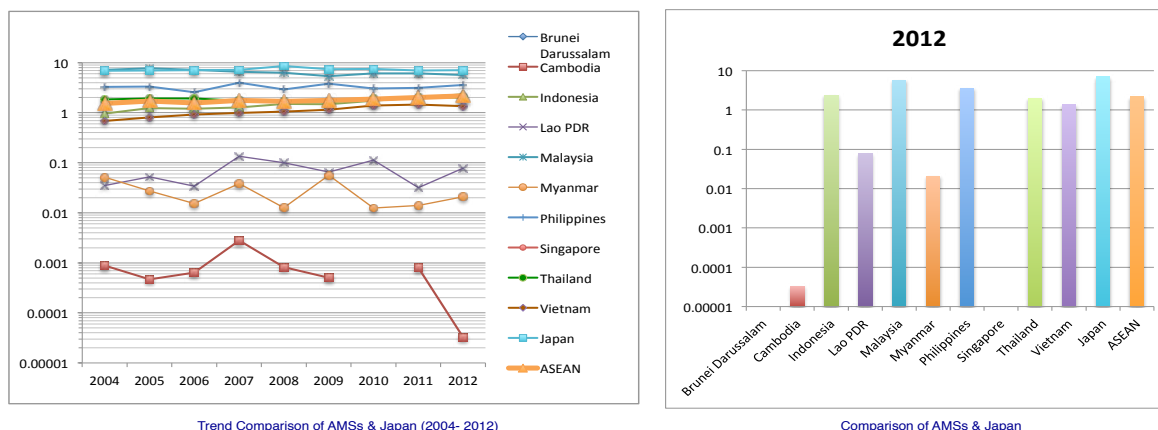 10
1
0.1
0.01
0.001
0.0001
0.00001
2004 2005 2006 2007 2008 2009 2010 2011 2012
Brunei
Darussalam
Cambodia
Indonesia
Lao PDR
Malaysia
Myanmar
Philippines
Singapore
Thailand
Vietnam
Japan
ASEAN
Trend Comparison of AMSs & Japan (2004- 2012)
2012
10
1
0.1
0.01
0.001
0.0001
0.00001
Brunei Darussalam
Cambodia
Indonesia
Lao PDR
Malaysia
Myanmar
Philippines
Singapore
Thailand
Vietnam
Japan
ASEAN
Comparison of AMSs & Japan